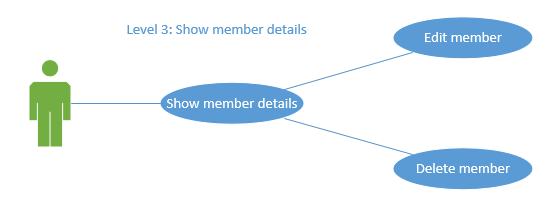 Level 3: Show member details
Edit member
Show member details
Delete member